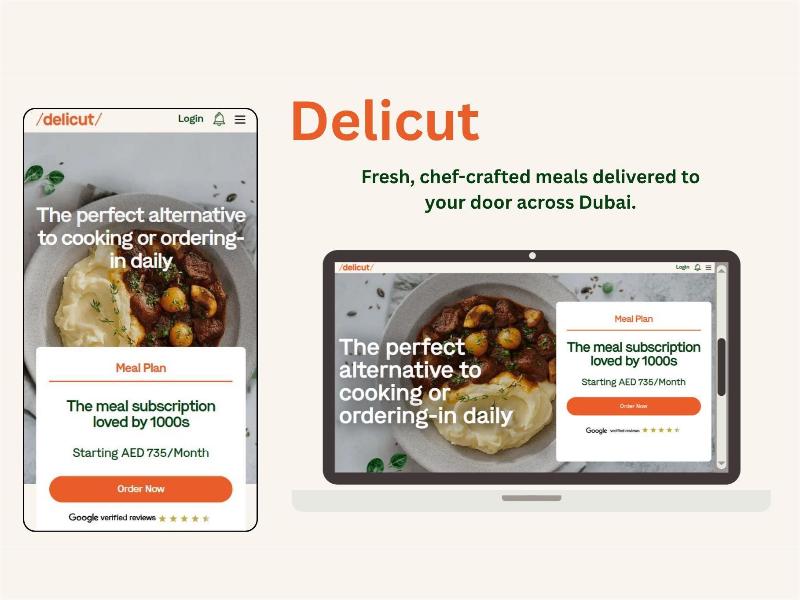 /delicut/
Login
The perfect alternative
to cooking or ordering-
in daily
Meal Plan
The meal subscription
loved by 1000s
Starting AED 735/Month
Order Now
Google verified reviews
Delicut
Fresh, chef-crafted meals delivered to
your door across Dubai.
/delicut/
Login
The perfect
alternative to
cooking or
ordering-in daily
Meal Plan
The meal subscription
loved by 1000s
Starting AED 735/Month
Order Now
Google verified reviews